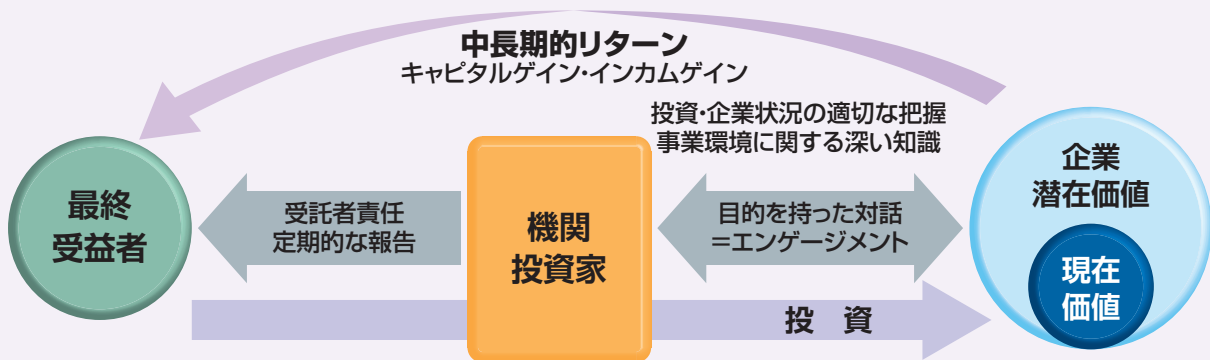 中長期的リターン
キャピタルゲイン・インカムゲイン
投資・企業状況の適切な把握
事業環境に関する深い知識
最終
受益者
受託者責任
定期的な報告
機関
投資家
目的を持った対話
＝エンゲージメント
企業
潜在価値
現在
価値
投　資